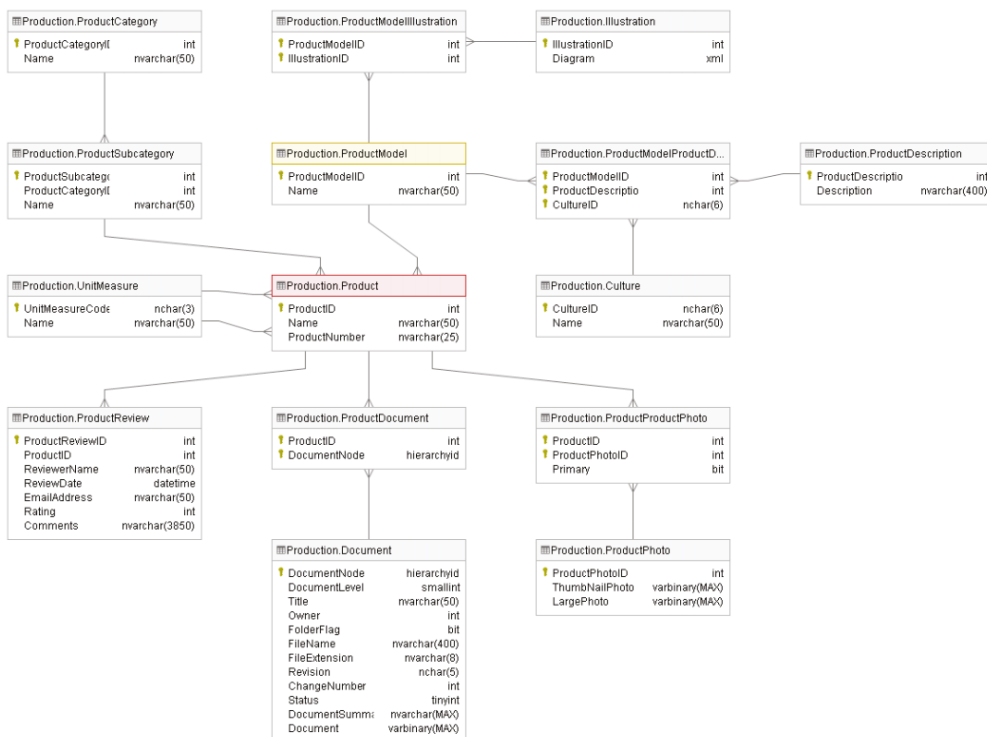 Production.ProductCategory
ProductCategoryI int
Name nvarchar(50)
Production.ProductModelIllustration
ProductModelID int
IllustrationID int
Production.Illustration
IllustrationID int
Diagram xml
Production.ProductSubcategory
ProductSubcateg int
ProductCategoryI int
Name nvarchar(50)
Production.ProductModel
ProductModelID int
Name nvarchar(50)
Production.ProductModelProductD...
ProductModelID int
ProductDescriptio int
CultureID nchar(6)
Production.ProductDescription
ProductDescriptio int
Description nvarchar(400)
Production.UnitMeasure
UnitMeasureCode nchar(3)
Name nvarchar(50)
Production.Product
ProductID int
Name nvarchar(50)
ProductNumber nvarchar(25)
Production.Culture
CultureID nchar(6)
Name nvarchar(50)
Production.ProductReview
ProductReviewID int
ProductID int
ReviewerName nvarchar(50)
ReviewDate datetime
EmailAddress nvarchar(50)
Rating int
Comments nvarchar(3850)
Production.ProductDocument
ProductID int
DocumentNode hierarchyid
Production.ProductProductPhoto
ProductID int
ProductPhotoID int
Primary bit
Production.Document
DocumentNode hierarchyid
DocumentLevel smallint
Title nvarchar(50)
Owner int
FolderFlag bit
FileName nvarchar(400)
FileExtension nvarchar(8)
Revision nchar(5)
ChangeNumber int
Status tinyint
DocumentSumma nvarchar(MAX)
Document varbinary(MAX)
Production.ProductPhoto
ProductPhotoID int
ThumbNailPhoto varbinary(MAX)
LargePhoto varbinary(MAX)